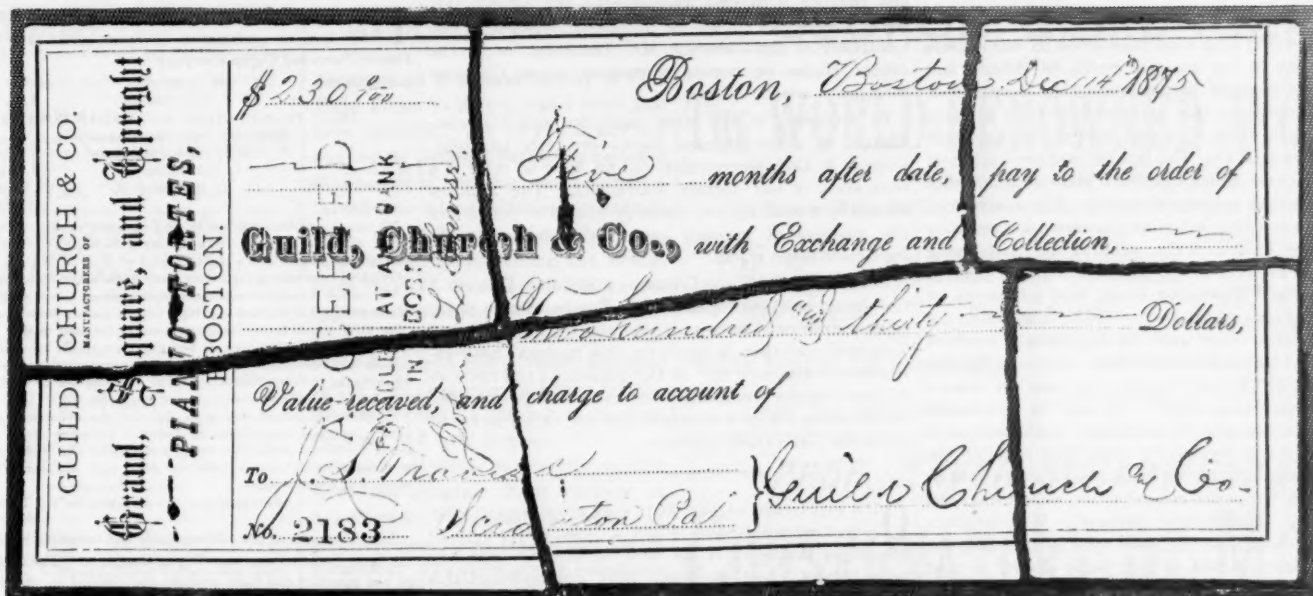 GUILD, CHURCH & CO.
MANUFACTURERS OF
Grand, Square, and Upright
PIANO-FORTES,
BOSTON.
$230 00/100
Boston, Boston Dec 14th 1875
Five months after date, pay to the order of
Guild, Church & Co., with Exchange and Collection,
Two hundred and thirty Dollars,
Value received, and charge to account of
To
Scranton Pa
No. 2183
Guild Church & Co.
ACCEPTED
PAYABLE AT ANY BANK
IN BOSTON